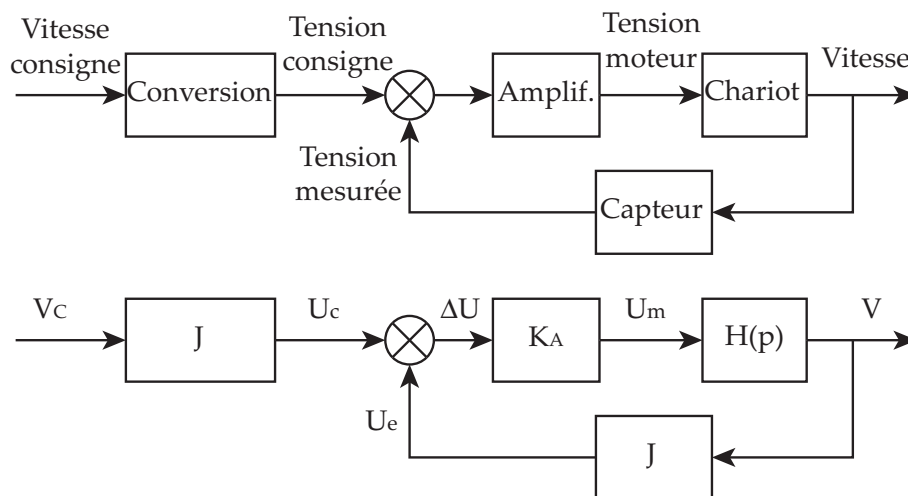 Vitesse
consigne
Tension
consigne
Tension
moteur
Vitesse
Conversion
Amplif.
Chariot
Tension
mesurée
Capteur
VC
J
Uc
ΔU
KA
Um
H(p)
V
Ue
J